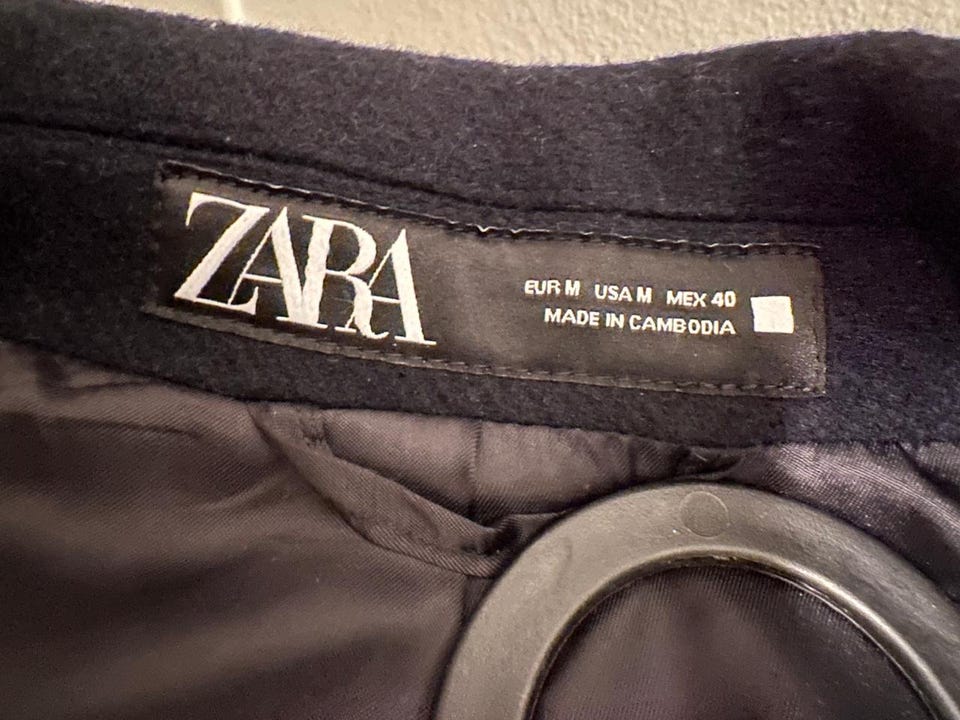 ZARA
EUR M USA M MEX 40
MADE IN CAMBODIA